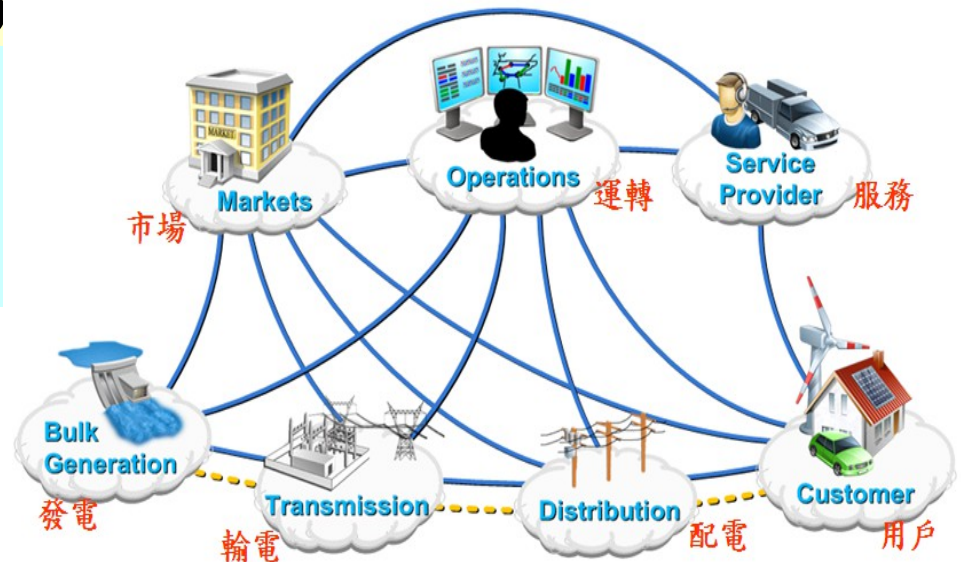 MARKET
Markets
市場
Operations
運轉
Service
Provider
服務
Bulk
Generation
發電
Transmission
輸電
Distribution
配電
Customer
用戶